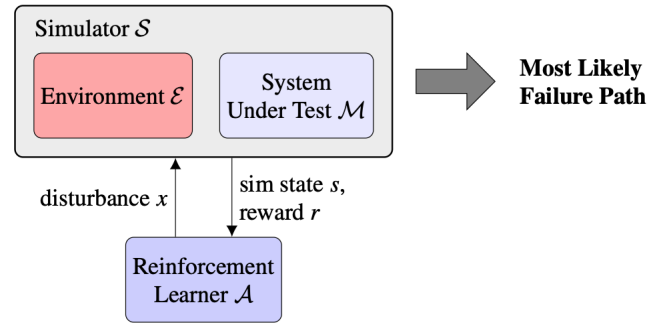 Simulator 𝒮
Environment ℰ
System
Under Test ℳ
Most Likely
Failure Path
disturbance x
sim state s,
reward r
Reinforcement
Learner 𝒜